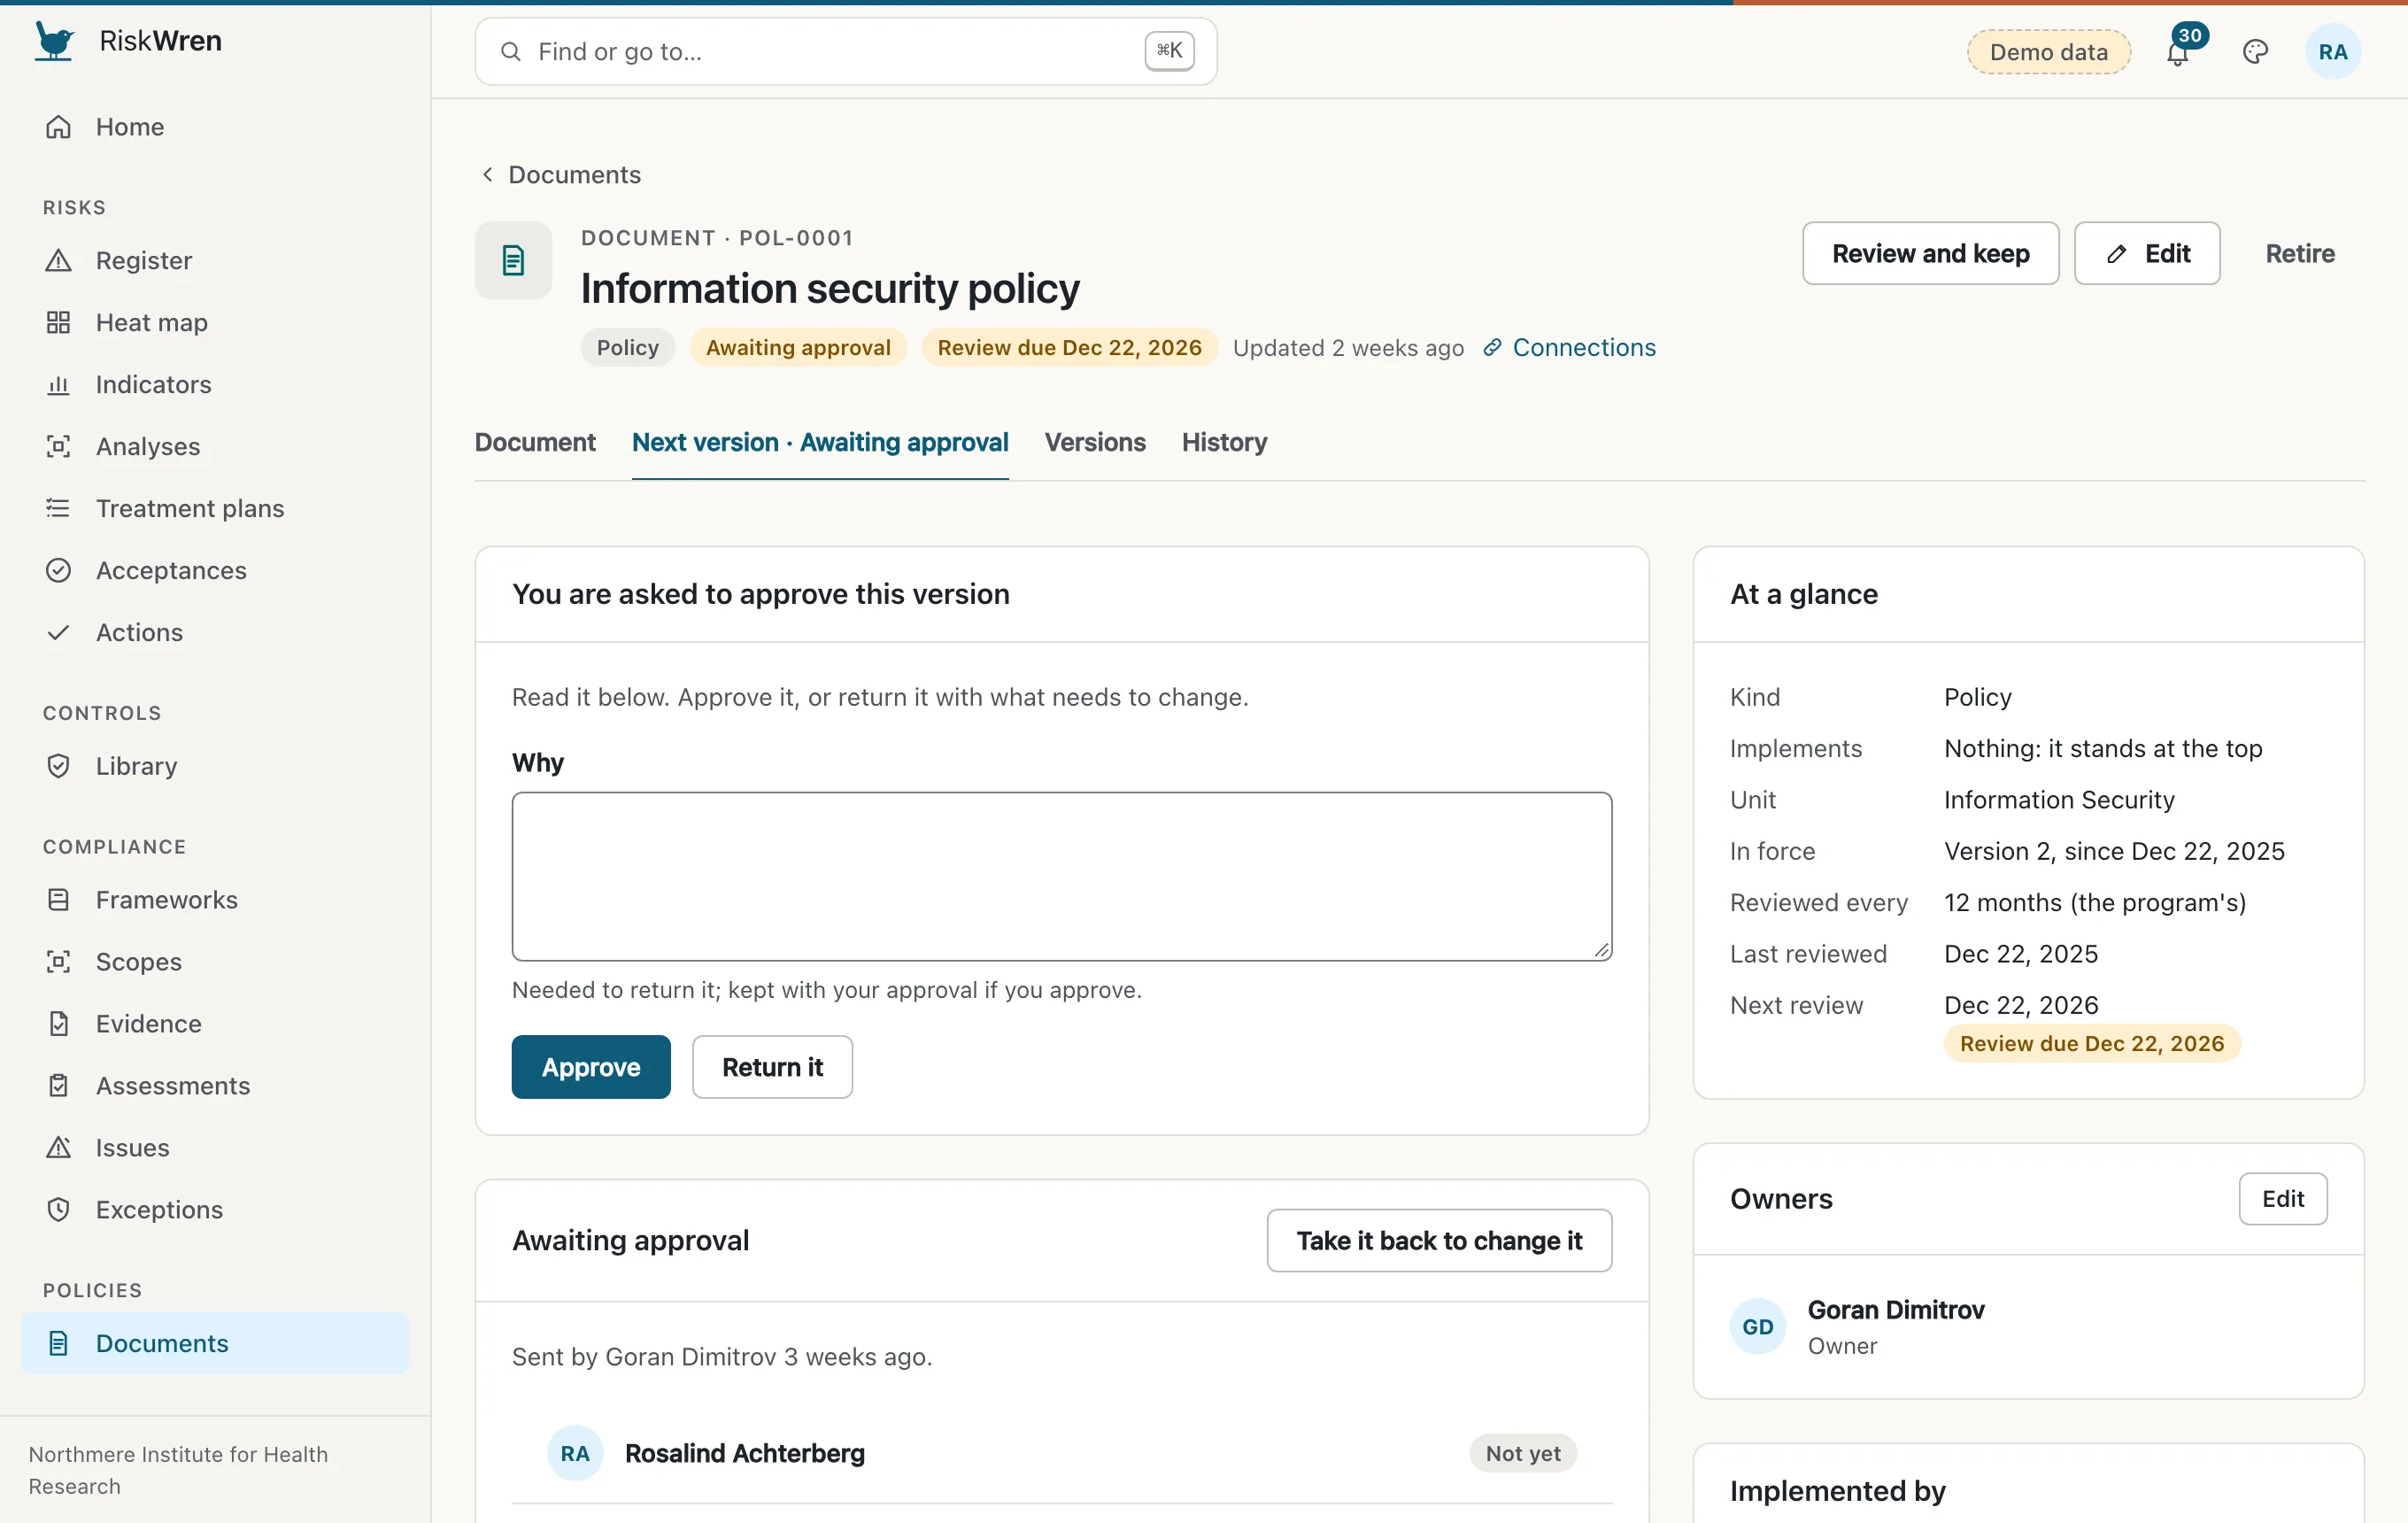 RiskWren
Find or go to...
⌘K
Demo data
30
RA
Home
RISKS
Register
Heat map
Indicators
Analyses
Treatment plans
Acceptances
Actions
CONTROLS
Library
COMPLIANCE
Frameworks
Scopes
Evidence
Assessments
Issues
Exceptions
POLICIES
Documents
Northmere Institute for Health
Research
Documents
DOCUMENT · POL-0001
Information security policy
Policy
Awaiting approval
Review due Dec 22, 2026
Updated 2 weeks ago
Connections
Review and keep
Edit
Retire
Document
Next version · Awaiting approval
Versions
History
You are asked to approve this version
Read it below. Approve it, or return it with what needs to change.
Why
Needed to return it; kept with your approval if you approve.
Approve
Return it
Awaiting approval
Take it back to change it
Sent by Goran Dimitrov 3 weeks ago.
RA
Rosalind Achterberg
Not yet
At a glance
Kind Policy
Implements Nothing: it stands at the top
Unit Information Security
In force Version 2, since Dec 22, 2025
Reviewed every 12 months (the program's)
Last reviewed Dec 22, 2025
Next review Dec 22, 2026
Review due Dec 22, 2026
Owners
Edit
GD
Goran Dimitrov
Owner
Implemented by